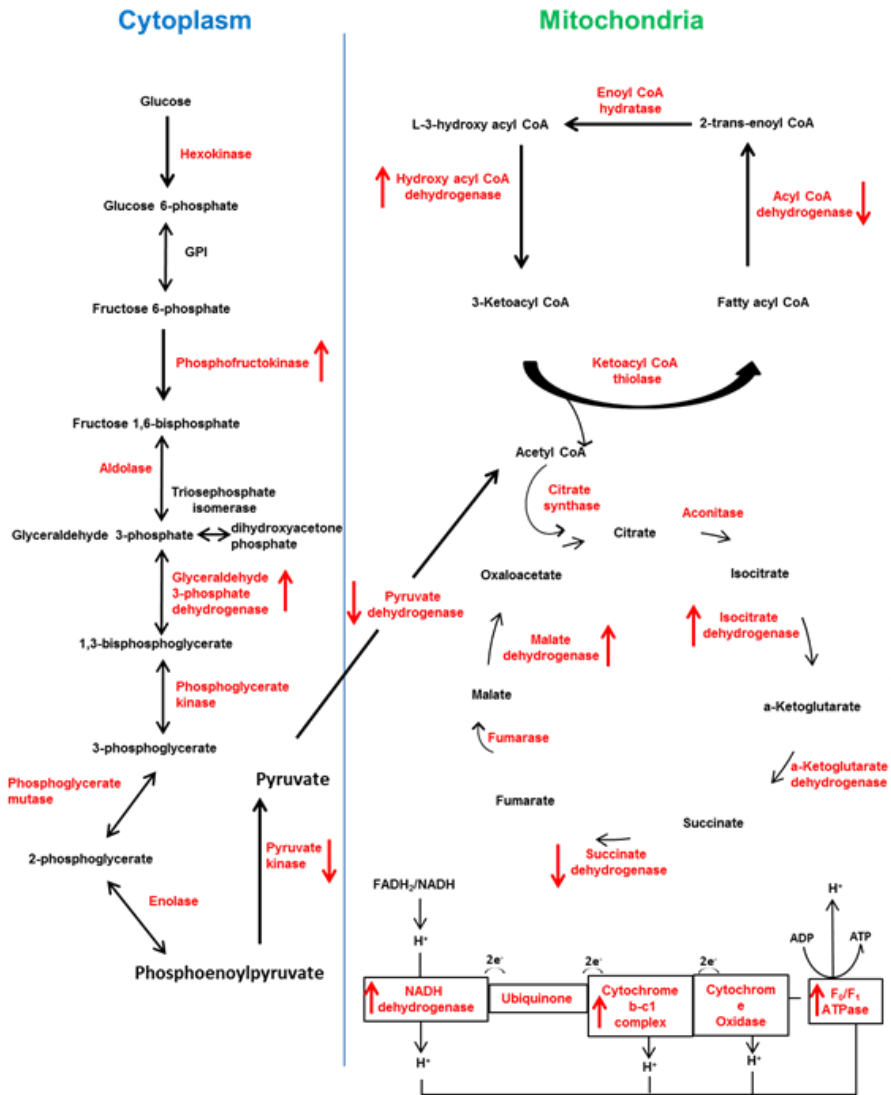 Cytoplasm
Glucose
Hexokinase
Glucose 6-phosphate
GPI
Fructose 6-phosphate
Phosphofructokinase
Fructose 1,6-bisphosphate
Aldolase
Triosephosphate
isomerase
Glyceraldehyde 3-phosphate
dihydroxyacetone
phosphate
Glyceraldehyde
3-phosphate
dehydrogenase
1,3-bisphosphoglycerate
Phosphoglycerate
kinase
3-phosphoglycerate
Phosphoglycerate
mutase
2-phosphoglycerate
Enolase
Phosphoenolpyruvate
Pyruvate
kinase
Pyruvate
Mitochondria
Enoyl CoA
hydratase
L-3-hydroxy acyl CoA
2-trans-enoyl CoA
Hydroxy acyl CoA
dehydrogenase
Acyl CoA
dehydrogenase
3-Ketoacyl CoA
Fatty acyl CoA
Ketoacyl CoA
thiolase
Acetyl CoA
Pyruvate
dehydrogenase
Citrate
synthase
Citrate
Aconitase
Oxaloacetate
Isocitrate
Malate
dehydrogenase
Isocitrate
dehydrogenase
Malate
a-Ketoglutarate
Fumarase
a-Ketoglutarate
dehydrogenase
Fumarate
Succinate
Succinate
dehydrogenase
FADH₂/NADH
H⁺
H⁺
ADP
ATP
2e⁻
2e⁻
2e⁻
NADH
dehydrogenase
Ubiquinone
Cytochrome
b-c1
complex
Cytochrom
e
Oxidase
F₀/F₁
ATPase
H⁺
H⁺
H⁺